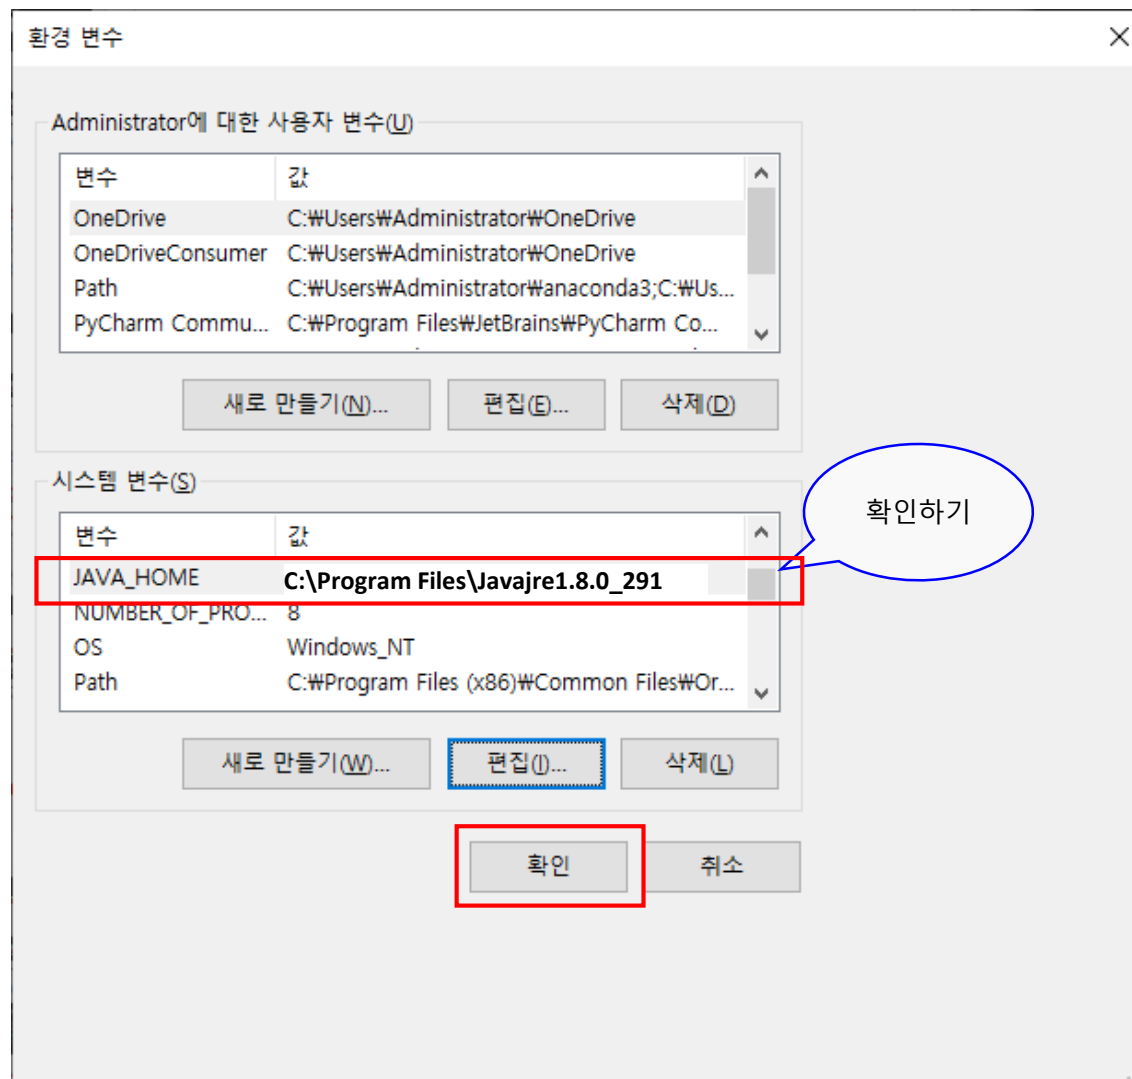 환경 변수
Administrator에 대한 사용자 변수(U)
변수 값
OneDrive C:₩Users₩Administrator₩OneDrive
OneDriveConsumer C:₩Users₩Administrator₩OneDrive
Path C:₩Users₩Administrator₩anaconda3;C:₩Us...
PyCharm Commu... C:₩Program Files₩JetBrains₩PyCharm Co...
새로 만들기(N)... 편집(E)... 삭제(D)
시스템 변수(S)
확인하기
변수 값
JAVA_HOME C:\Program Files\Javajre1.8.0_291
NUMBER_OF_PRO... 8
OS Windows_NT
Path C:₩Program Files (x86)₩Common Files₩Or...
새로 만들기(W)... 편집(I)... 삭제(L)
확인 취소